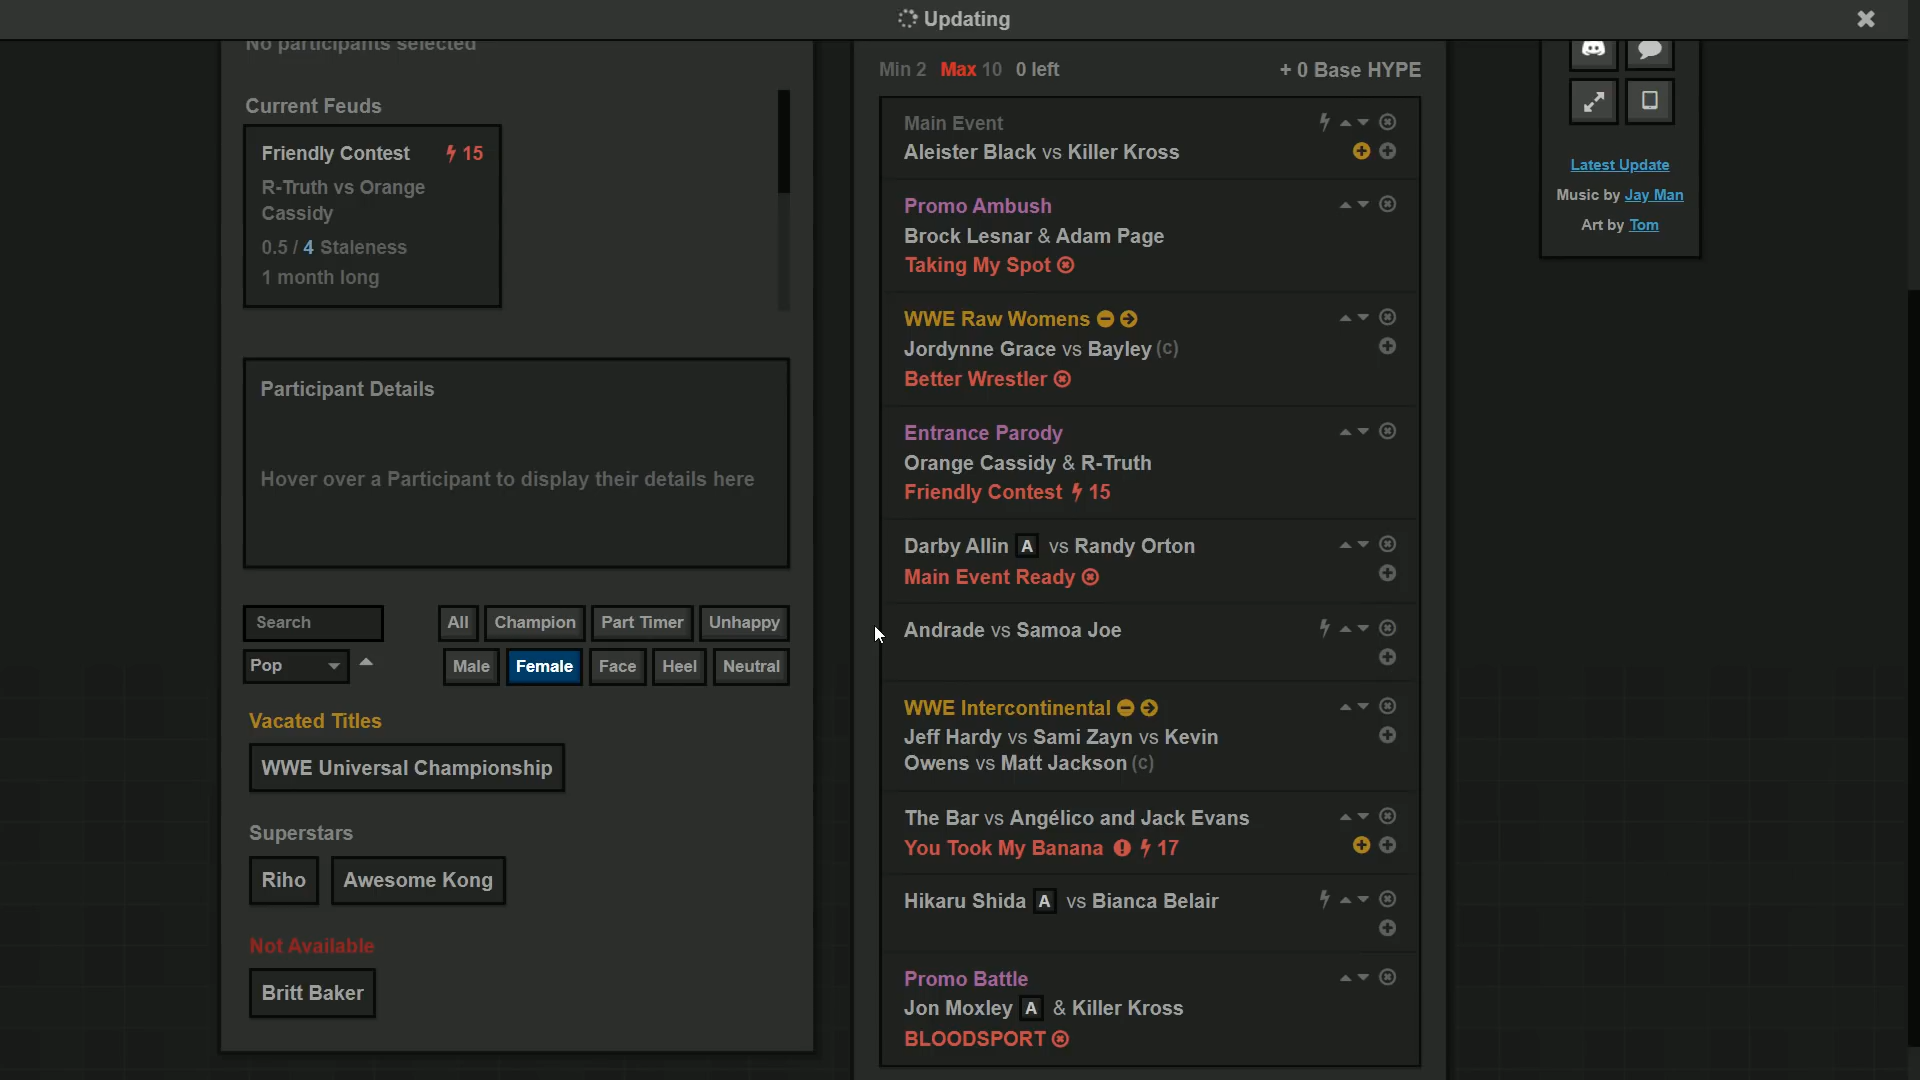 Updating
No participants selected
Current Feuds
Friendly Contest 15
R-Truth vs Orange
Cassidy
0.5 / 4 Staleness
1 month long
Participant Details
Hover over a Participant to display their details here
Search
All Champion Part Timer Unhappy
Pop
Male Female Face Heel Neutral
Vacated Titles
WWE Universal Championship
Superstars
Riho Awesome Kong
Not Available
Britt Baker
Min 2 Max 10 0 left + 0 Base HYPE
Main Event
Aleister Black vs Killer Kross
Promo Ambush
Brock Lesnar & Adam Page
Taking My Spot
WWE Raw Womens
Jordynne Grace vs Bayley (c)
Better Wrestler
Entrance Parody
Orange Cassidy & R-Truth
Friendly Contest 15
Darby Allin A vs Randy Orton
Main Event Ready
Andrade vs Samoa Joe
WWE Intercontinental
Jeff Hardy vs Sami Zayn vs Kevin
Owens vs Matt Jackson (c)
The Bar vs Angélico and Jack Evans
You Took My Banana 17
Hikaru Shida A vs Bianca Belair
Promo Battle
Jon Moxley A & Killer Kross
BLOODSPORT
Latest Update
Music by Jay Man
Art by Tom